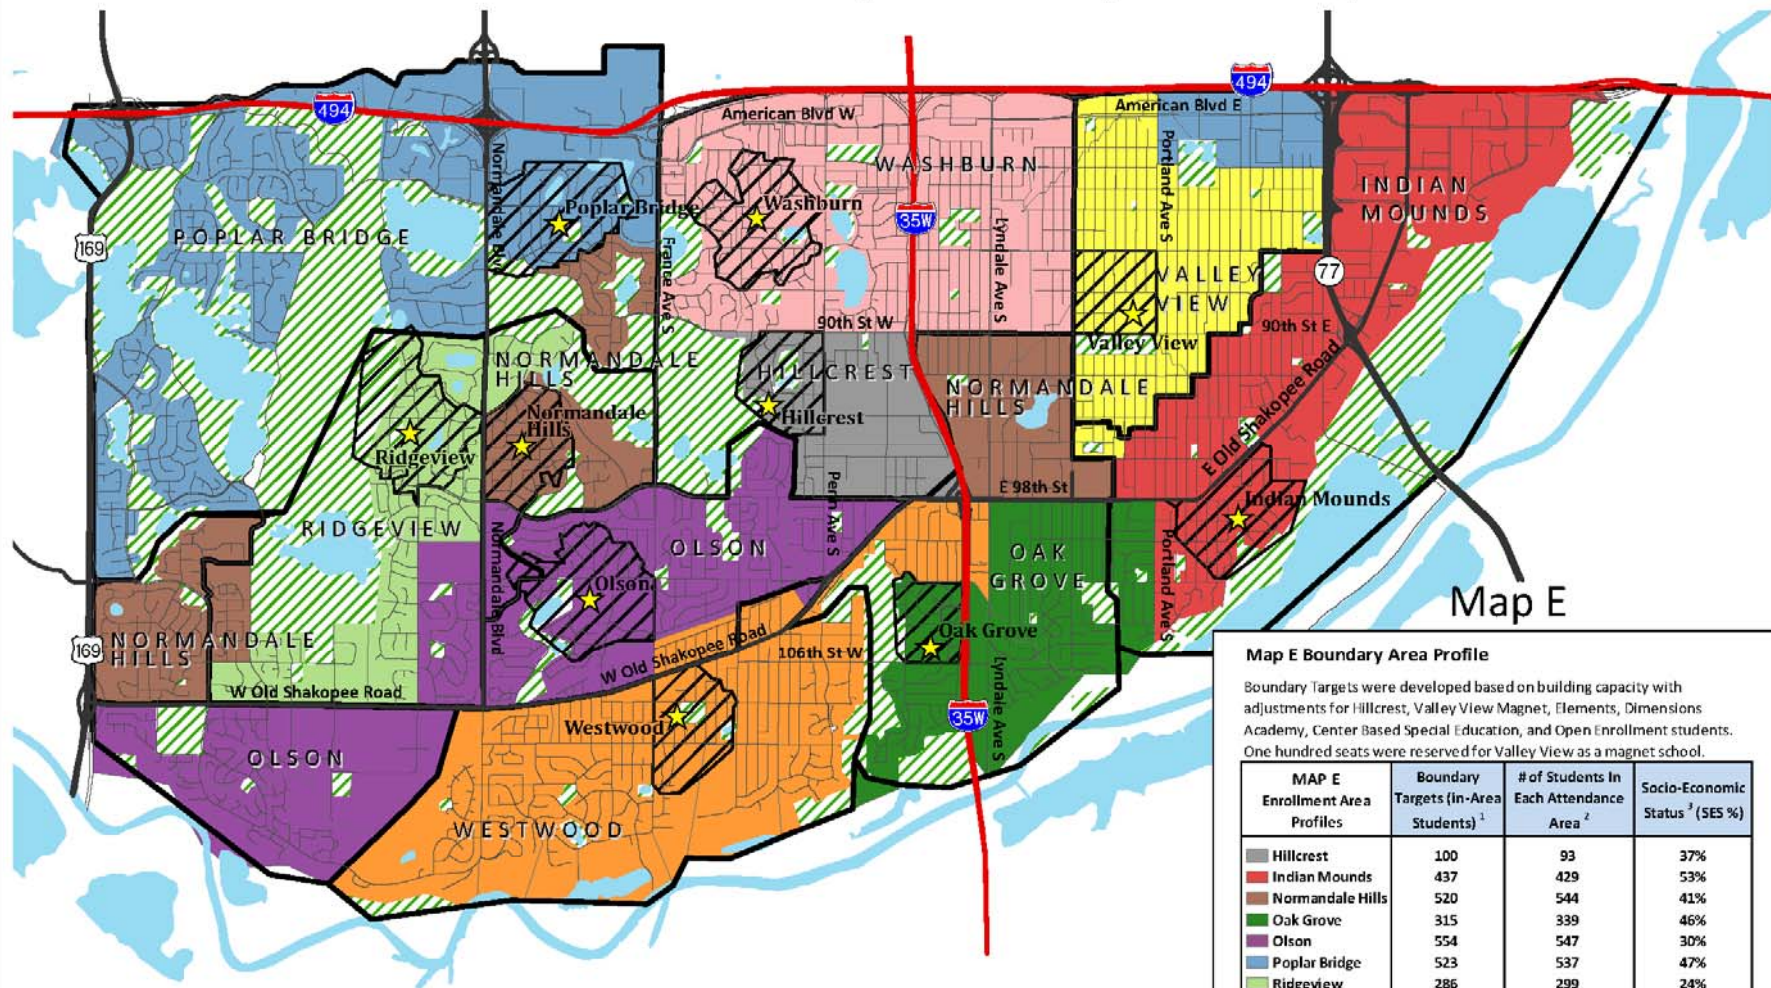 494
494
American Blvd W
American Blvd E
WASHBURN
Portland Ave S
Normandale Blvd
INDIAN
MOUNDS
Poplar Bridge
Washburn
35W
Lyndale Ave S
POPLAR BRIDGE
169
France Ave S
77
VALLEY
VIEW
90th St W
90th St E
Valley View
NORMANDALE
HILLS
HILLCREST
NORMANDALE
HILLS
Normandale
Hills
Hillcrest
E Old Shakopee Road
Ridgeview
Penn Ave S
E 98th St
Indian Mounds
RIDGEVIEW
Normandale Blvd
OLSON
OAK
GROVE
Portland Ave S
Olson
Map E
NORMANDALE
HILLS
169
Oak Grove
W Old Shakopee Road
106th St W
W Old Shakopee Road
Lyndale Ave S
Westwood
35W
OLSON
WESTWOOD
Map E Boundary Area Profile
Boundary Targets were developed based on building capacity with
adjustments for Hillcrest, Valley View Magnet, Elements, Dimensions
Academy, Center Based Special Education, and Open Enrollment students.
One hundred seats were reserved for Valley View as a magnet school.
MAP E
Enrollment Area
Profiles
Boundary
Targets (in-Area
Students) 1
# of Students In
Each Attendance
Area 2
Socio-Economic
Status 3 (SES %)
Hillcrest 100 93 37%
Indian Mounds 437 429 53%
Normandale Hills 520 544 41%
Oak Grove 315 339 46%
Olson 554 547 30%
Poplar Bridge 523 537 47%
Ridgeview 286 299 24%